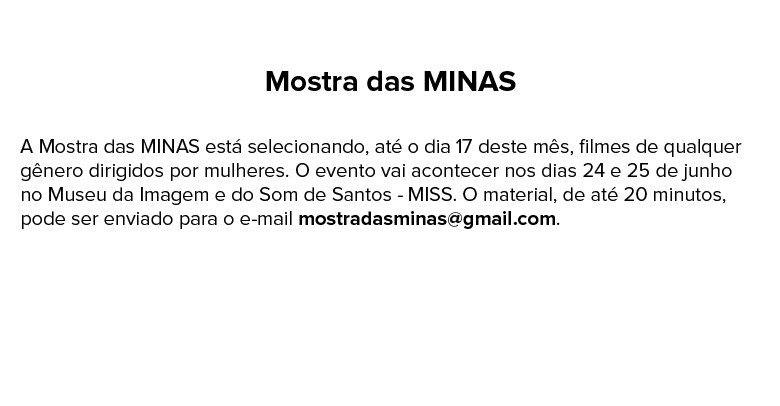 Mostra das MINAS
A Mostra das MINAS está selecionando, até o dia 17 deste mês, filmes de qualquer
gênero dirigidos por mulheres. O evento vai acontecer nos dias 24 e 25 de junho
no Museu da Imagem e do Som de Santos - MISS. O material, de até 20 minutos,
pode ser enviado para o e-mail mostradasminas@gmail.com.